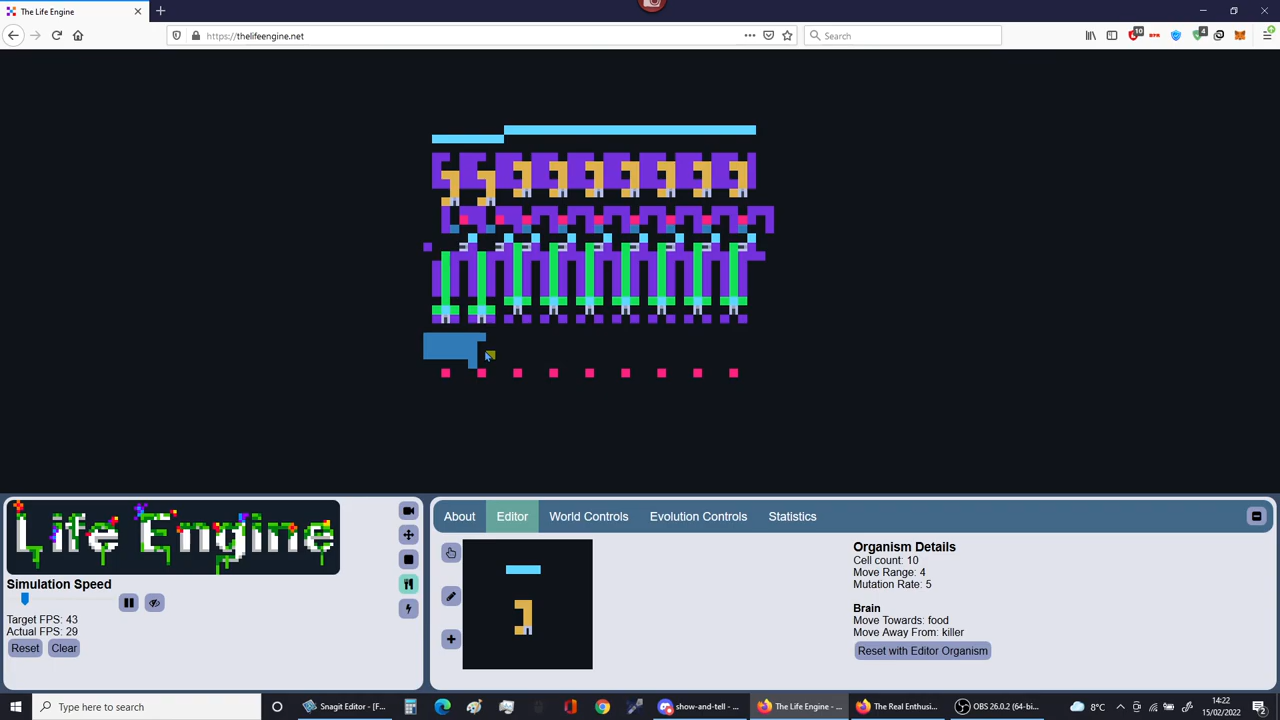 The Life Engine
https://thelifeengine.net
Search
10
4
Life Engine
Simulation Speed
Target FPS: 43
Actual FPS: 29
Reset
Clear
About
Editor
World Controls
Evolution Controls
Statistics
Organism Details
Cell count: 10
Move Range: 4
Mutation Rate: 5
Brain
Move Towards: food
Move Away From: killer
Reset with Editor Organism
Type here to search
Snagit Editor - [F...
show-and-tell - ...
The Life Engine - ...
The Real Enthusi...
OBS 26.0.2 (64-bi...
8°C
14:22
15/02/2022
2